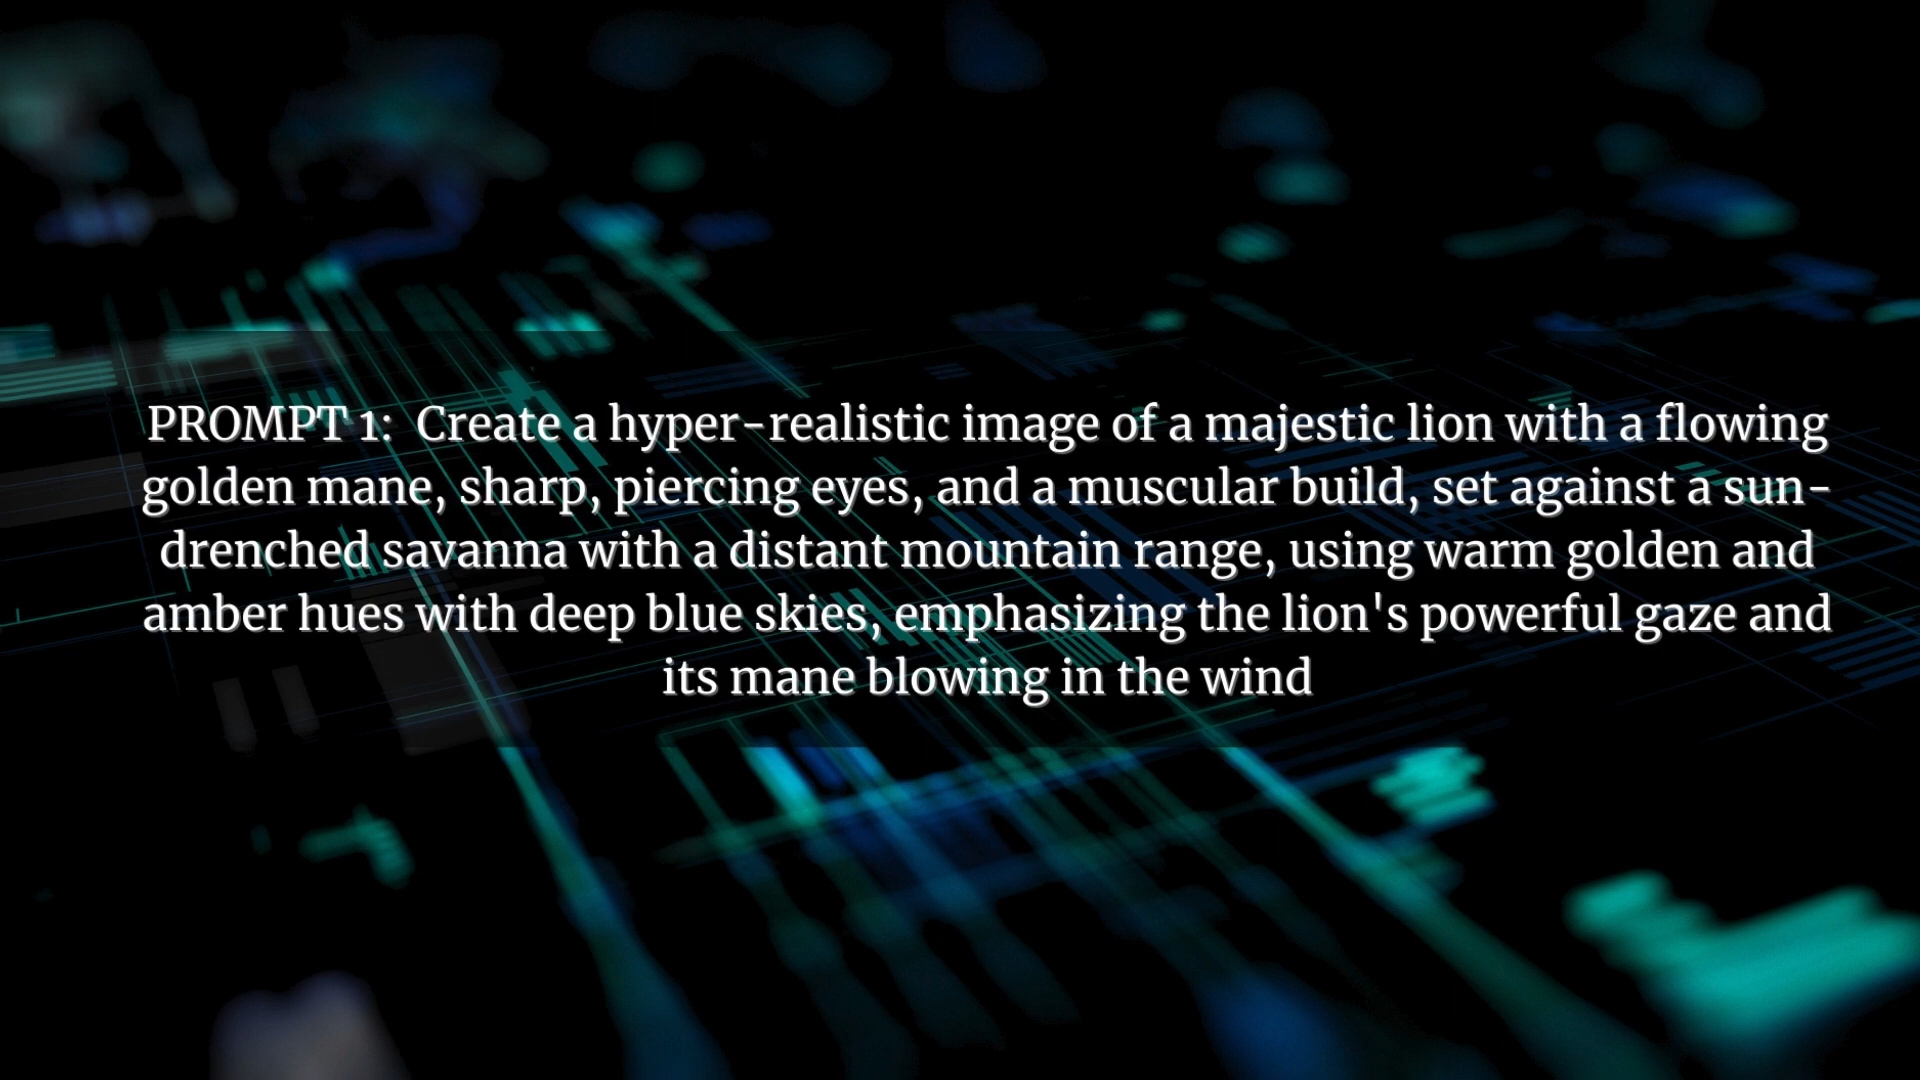 PROMPT 1:  Create a hyper-realistic image of a majestic lion with a flowing
golden mane, sharp, piercing eyes, and a muscular build, set against a sun-
drenched savanna with a distant mountain range, using warm golden and
amber hues with deep blue skies, emphasizing the lion's powerful gaze and
its mane blowing in the wind